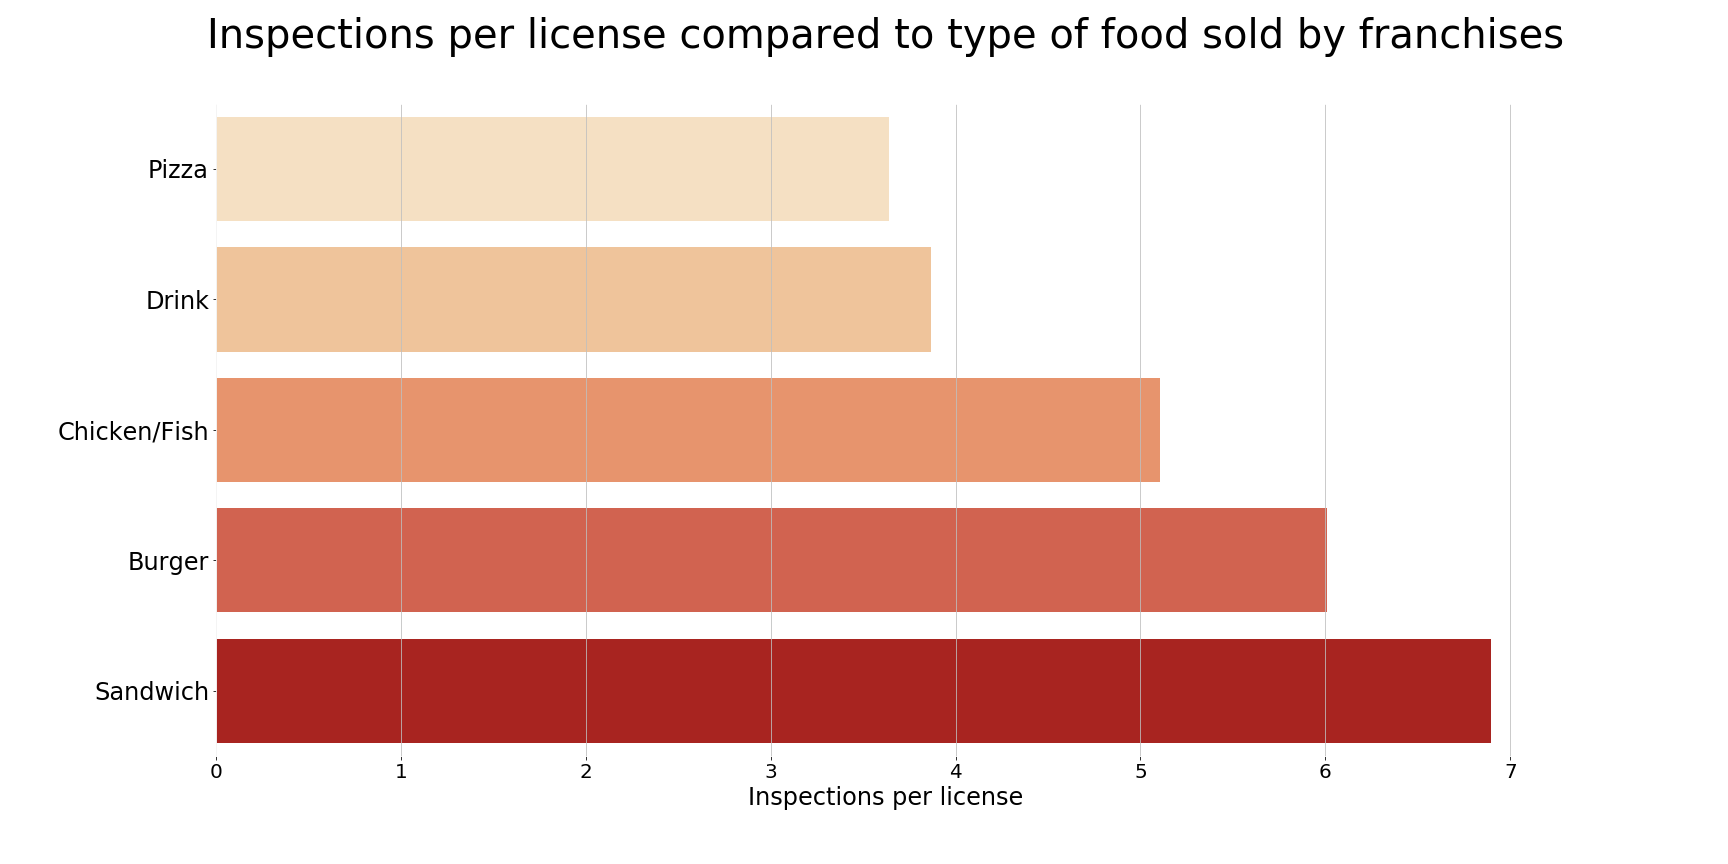 Inspections per license compared to type of food sold by franchises
Pizza
Drink
Chicken/Fish
Burger
Sandwich
0 1 2 3 4 5 6 7
Inspections per license